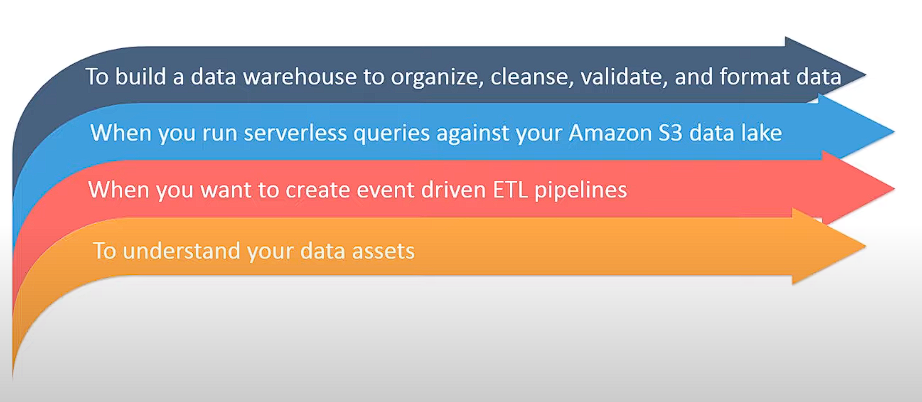 To build a data warehouse to organize, cleanse, validate, and format data
When you run serverless queries against your Amazon S3 data lake
When you want to create event driven ETL pipelines
To understand your data assets